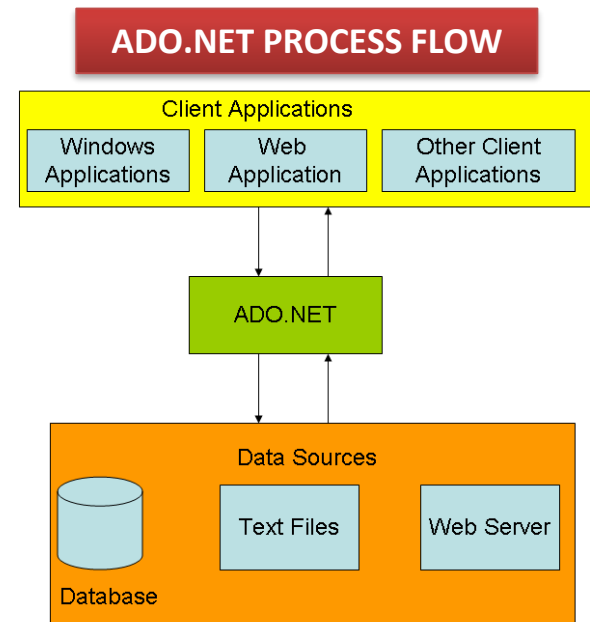 ADO.NET PROCESS FLOW
Client Applications
Windows
Applications
Web
Application
Other Client
Applications
ADO.NET
Data Sources
Text Files
Web Server
Database